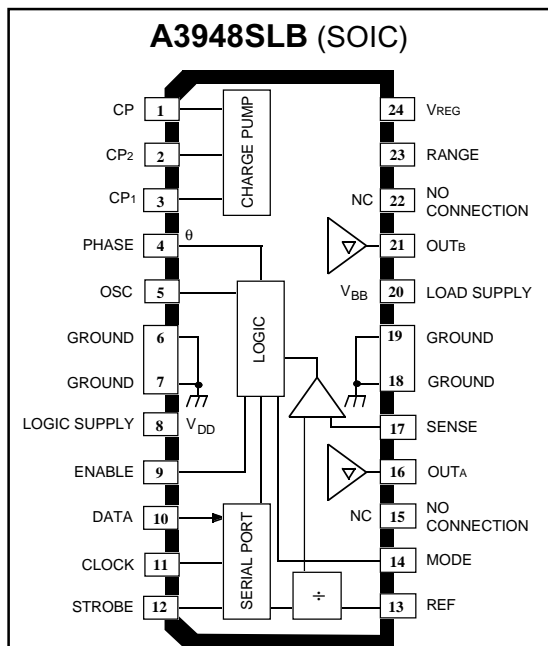 A3948SLB (SOIC)
CP 1
CP2 2
CP1 3
PHASE 4 θ
OSC 5
GROUND 6
GROUND 7
LOGIC SUPPLY 8 VDD
ENABLE 9
DATA 10
CLOCK 11
STROBE 12
CHARGE PUMP
LOGIC
SERIAL PORT
÷
24 VREG
23 RANGE
NC 22 NO
CONNECTION
21 OUTB
VBB 20 LOAD SUPPLY
19 GROUND
18 GROUND
17 SENSE
16 OUTA
NC 15 NO
CONNECTION
14 MODE
13 REF